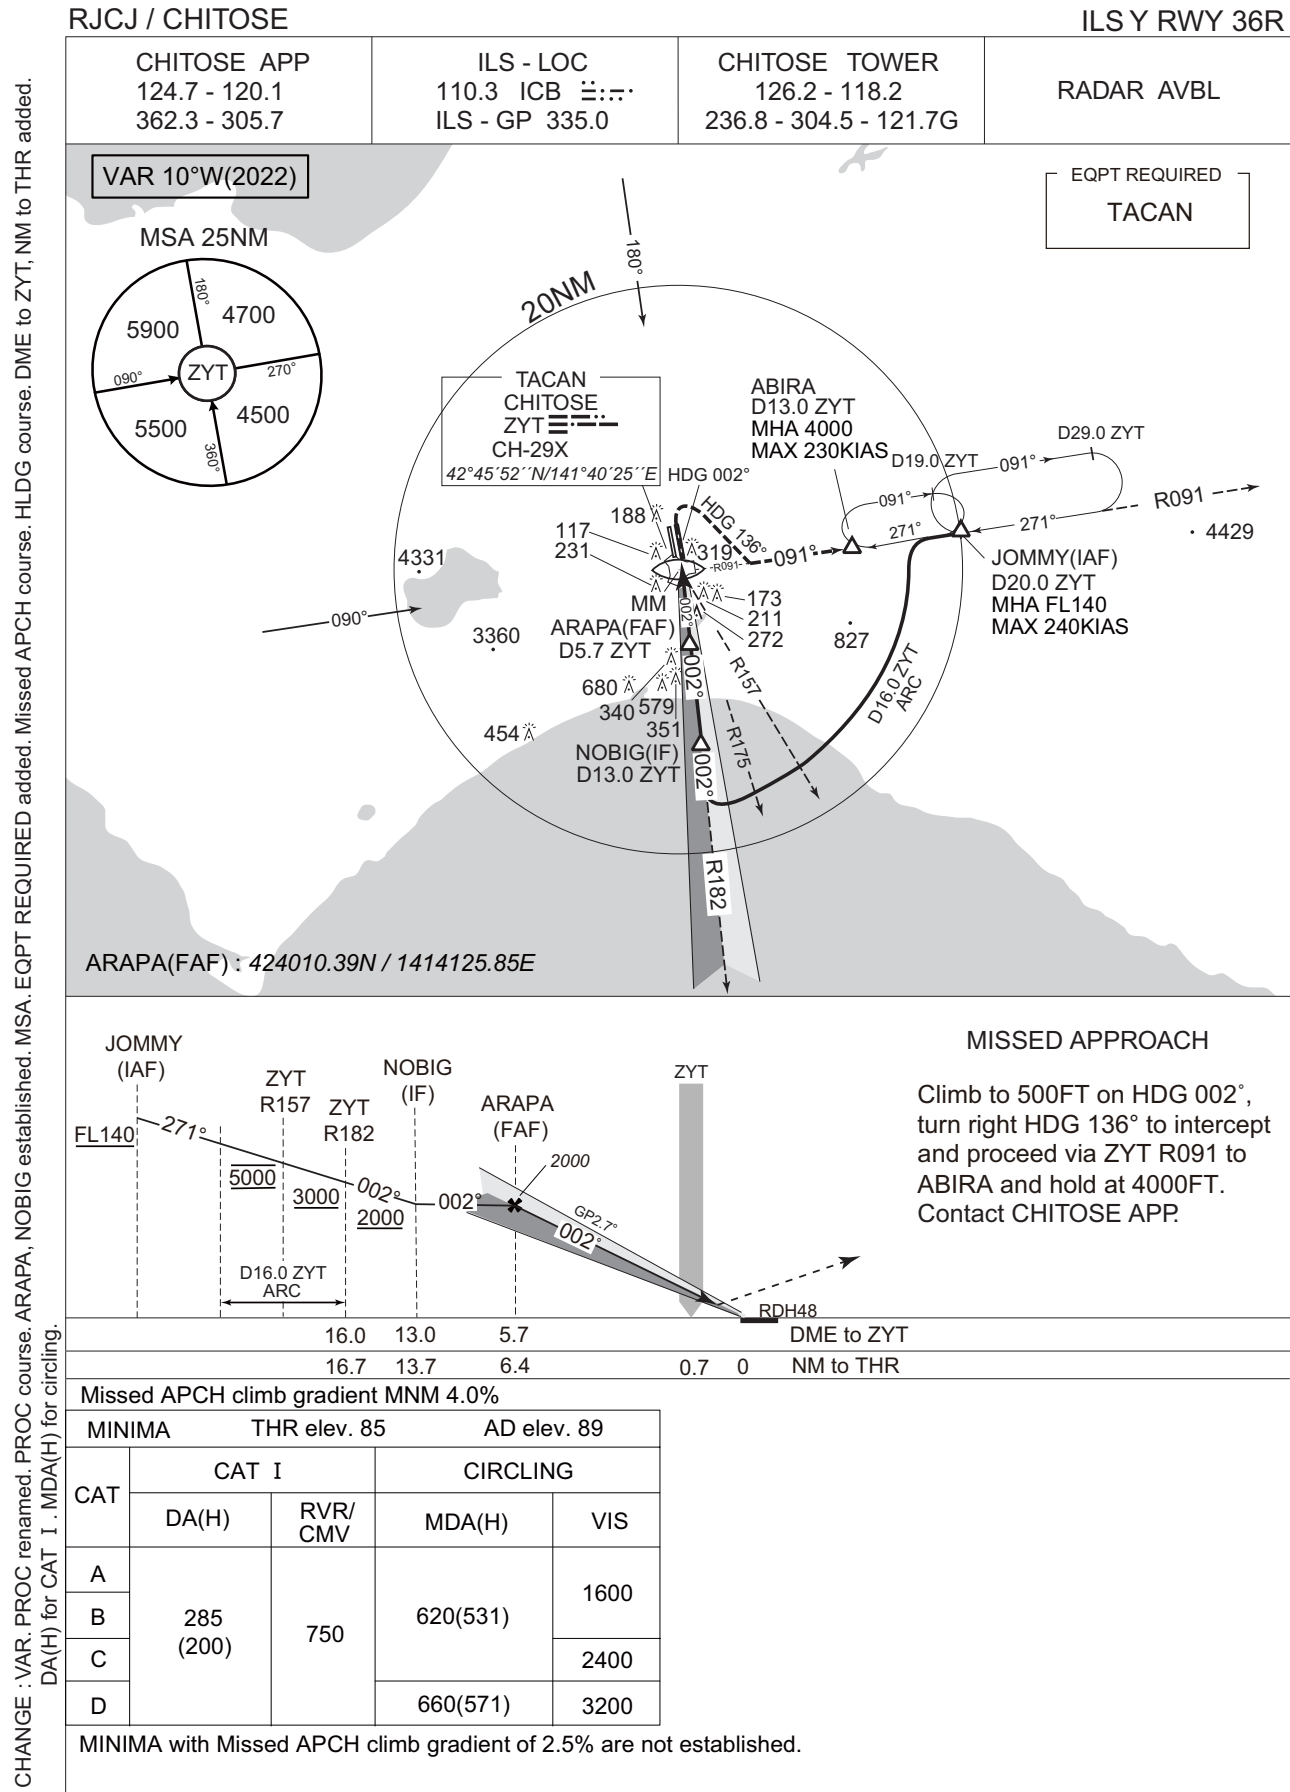 RJCJ / CHITOSE
ILS Y RWY 36R
CHITOSE APP
124.7 - 120.1
362.3 - 305.7
ILS - LOC
110.3 ICB
ILS - GP 335.0
CHITOSE TOWER
126.2 - 118.2
236.8 - 304.5 - 121.7G
RADAR AVBL
VAR 10°W(2022)
EQPT REQUIRED
TACAN
MSA 25NM
180°
5900
4700
ZYT
090°
270°
5500
4500
360°
180°
20NM
TACAN
CHITOSE
ZYT
CH-29X
42°45´52´´N/141°40´25´´E
ABIRA
D13.0 ZYT
MHA 4000
MAX 230KIAS
D29.0 ZYT
D19.0 ZYT
091°
HDG 002°
HDG 136°
091°
271°
271°
R091
4429
188
117
231
319
R091
091°
4331
JOMMY(IAF)
D20.0 ZYT
MHA FL140
MAX 240KIAS
090°
MM
002°
173
211
272
ARAPA(FAF)
D5.7 ZYT
3360
827
002°
R157
680
340
579
351
D16.0 ZYT
ARC
454
R175
NOBIG(IF)
D13.0 ZYT
002°
R182
ARAPA(FAF) : 424010.39N / 1414125.85E
JOMMY
(IAF)
ZYT
R157
ZYT
R182
NOBIG
(IF)
ARAPA
(FAF)
ZYT
FL140
271°
5000
3000
002°
2000
002°
2000
GP2.7°
002°
D16.0 ZYT
ARC
RDH48
16.0 13.0 5.7 DME to ZYT
16.7 13.7 6.4 0.7 0 NM to THR
MISSED APPROACH
Climb to 500FT on HDG 002°,
turn right HDG 136° to intercept
and proceed via ZYT R091 to
ABIRA and hold at 4000FT.
Contact CHITOSE APP.
Missed APCH climb gradient MNM 4.0%
MINIMA THR elev. 85 AD elev. 89
CAT
CAT I
CIRCLING
DA(H)
RVR/
CMV
MDA(H)
VIS
A
B
C
D
285
(200)
750
620(531)
660(571)
1600
2400
3200
MINIMA with Missed APCH climb gradient of 2.5% are not established.
CHANGE : VAR. PROC renamed. PROC course. ARAPA, NOBIG established. MSA. EQPT REQUIRED added. Missed APCH course. HLDG course. DME to ZYT, NM to THR added.
DA(H) for CAT I . MDA(H) for circling.